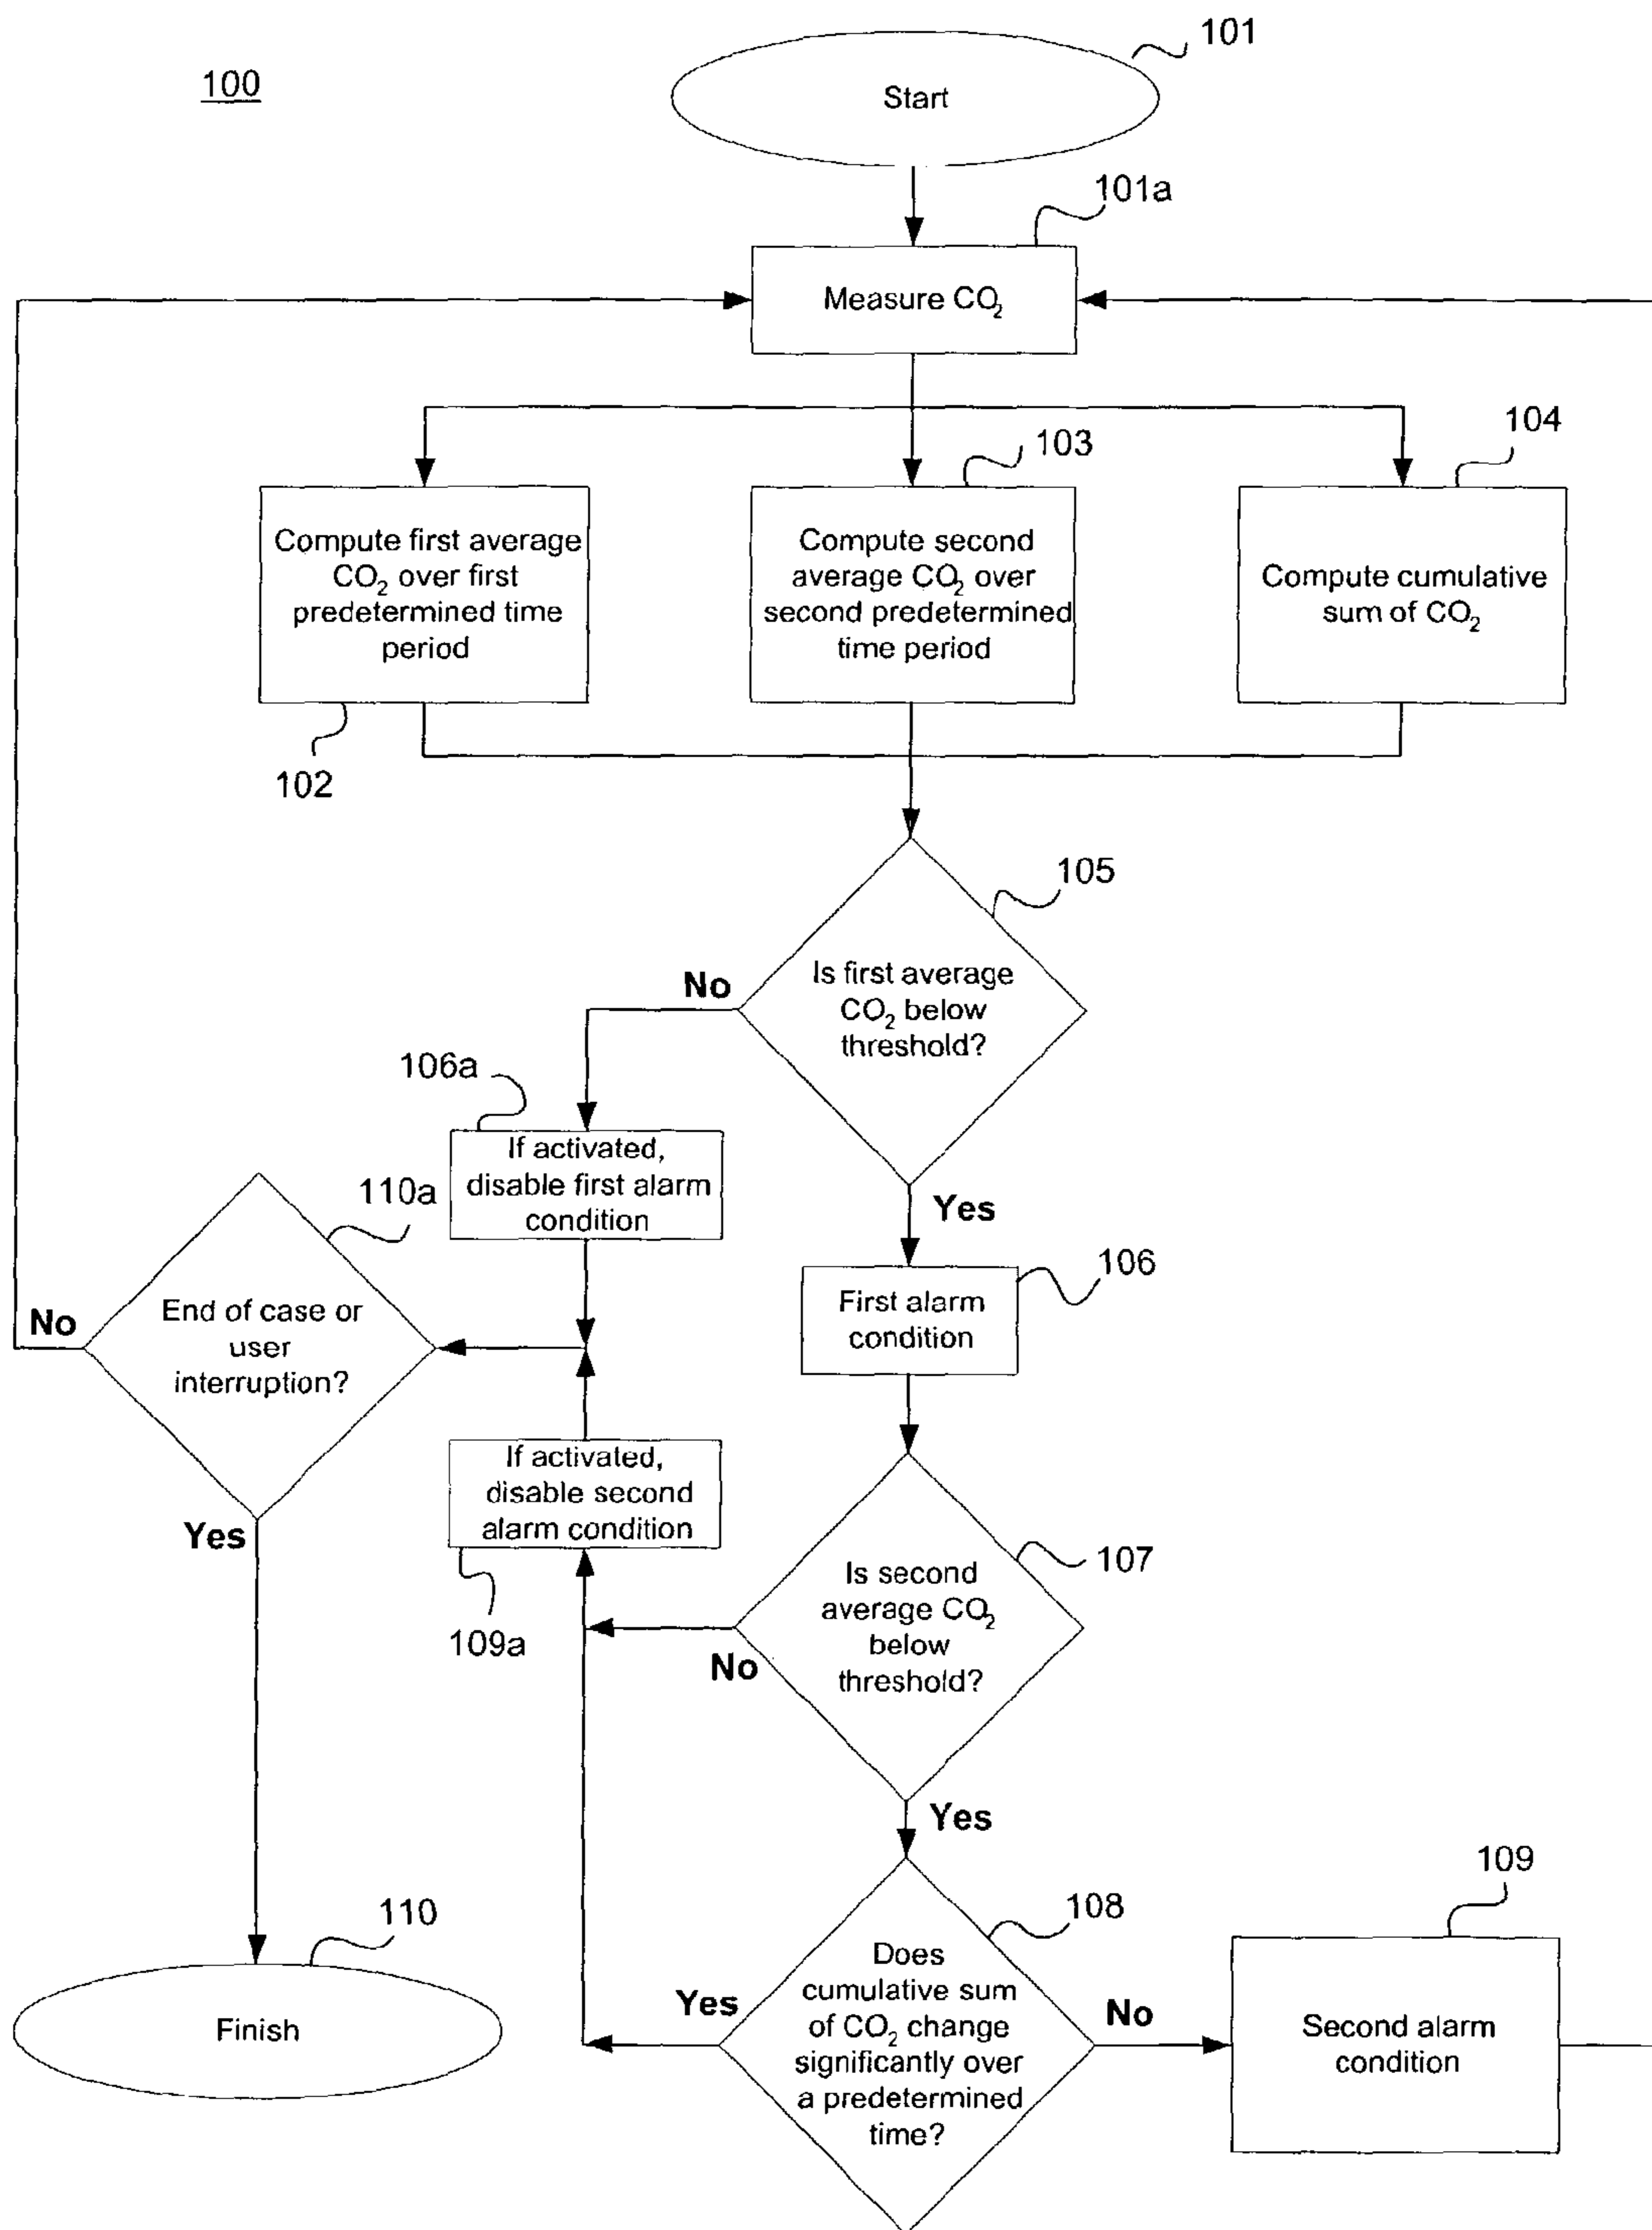 100
101
Start
101a
Measure CO₂
103
104
Compute first average
CO₂ over first
predetermined time
period
Compute second
average CO₂ over
second predetermined
time period
Compute cumulative
sum of CO₂
102
105
Is first average
CO₂ below
threshold?
No
106a
If activated,
disable first alarm
condition
Yes
110a
106
First alarm
condition
End of case or
user
interruption?
No
If activated,
disable second
alarm condition
Yes
107
Is second
average CO₂
below
threshold?
109a
No
Yes
109
108
110
Does
cumulative sum
of CO₂ change
significantly over
a predetermined
time?
Yes
No
Finish
Second alarm
condition